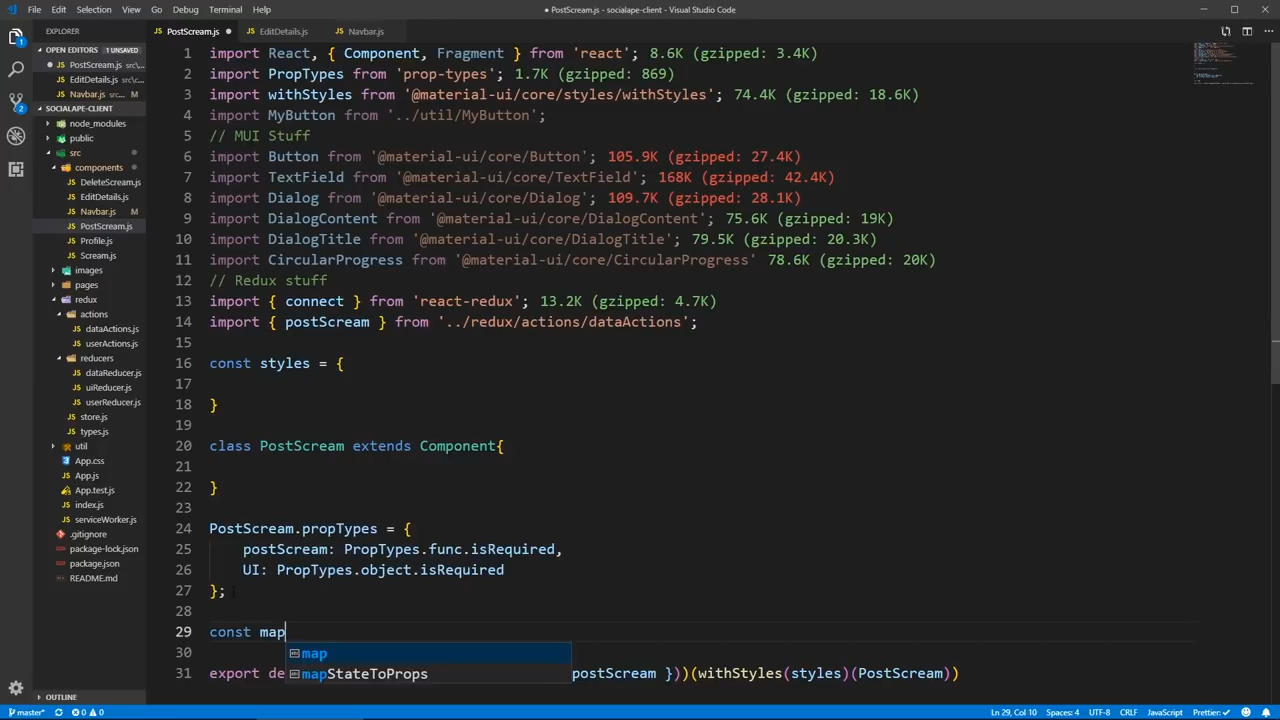 File Edit Selection View Go Debug Terminal Help
● PostScream.js - socialape-client - Visual Studio Code
EXPLORER
PostScream.js ●
EditDetails.js
Navbar.js
OPEN EDITORS 1 UNSAVED
● PostScream.js src\c...
EditDetails.js src\c...
Navbar.js src\co... M
SOCIALAPE-CLIENT
node_modules
public
src
components
DeleteScream.js
EditDetails.js
Navbar.js M
PostScream.js
Profile.js
Scream.js
images
pages
redux
actions
dataActions.js
userActions.js
reducers
dataReducer.js
uiReducer.js
userReducer.js
store.js
types.js
util
App.css
App.js
App.test.js
index.js
serviceWorker.js
.gitignore
package-lock.json
package.json
README.md
OUTLINE
1 import React, { Component, Fragment } from 'react'; 8.6K (gzipped: 3.4K)
2 import PropTypes from 'prop-types'; 1.7K (gzipped: 869)
3 import withStyles from '@material-ui/core/styles/withStyles'; 74.4K (gzipped: 18.6K)
4 import MyButton from '../util/MyButton';
5 // MUI Stuff
6 import Button from '@material-ui/core/Button'; 105.9K (gzipped: 27.4K)
7 import TextField from '@material-ui/core/TextField'; 168K (gzipped: 42.4K)
8 import Dialog from '@material-ui/core/Dialog'; 109.7K (gzipped: 28.1K)
9 import DialogContent from '@material-ui/core/DialogContent'; 75.6K (gzipped: 19K)
10 import DialogTitle from '@material-ui/core/DialogTitle'; 79.5K (gzipped: 20.3K)
11 import CircularProgress from '@material-ui/core/CircularProgress' 78.6K (gzipped: 20K)
12 // Redux stuff
13 import { connect } from 'react-redux'; 13.2K (gzipped: 4.7K)
14 import { postScream } from '../redux/actions/dataActions';
15
16 const styles = {
17
18 }
19
20 class PostScream extends Component{
21
22 }
23
24 PostScream.propTypes = {
25 postScream: PropTypes.func.isRequired,
26 UI: PropTypes.object.isRequired
27 };
28
29 const map
30 map
mapStateToProps
31 export de postScream }))(withStyles(styles)(PostScream))
master* 0 0
Ln 29, Col 10 Spaces: 4 UTF-8 CRLF JavaScript Prettier: ✓